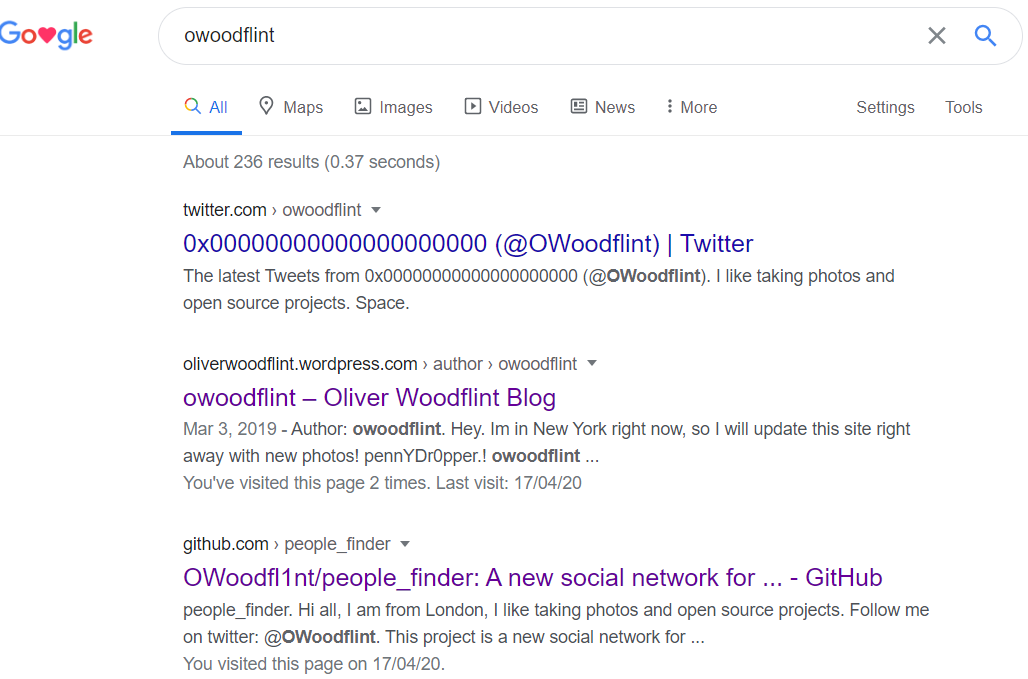 Go♥gle
owoodflint
All Maps Images Videos News More Settings Tools
About 236 results (0.37 seconds)
twitter.com › owoodflint
0x00000000000000000000 (@OWoodflint) | Twitter
The latest Tweets from 0x00000000000000000000 (@OWoodflint). I like taking photos and
open source projects. Space.
oliverwoodflint.wordpress.com › author › owoodflint
owoodflint – Oliver Woodflint Blog
Mar 3, 2019 - Author: owoodflint. Hey. Im in New York right now, so I will update this site right
away with new photos! pennYDr0pper.! owoodflint ...
You've visited this page 2 times. Last visit: 17/04/20
github.com › people_finder
OWoodfl1nt/people_finder: A new social network for ... - GitHub
people_finder. Hi all, I am from London, I like taking photos and open source projects. Follow me
on twitter: @OWoodflint. This project is a new social network for ...
You visited this page on 17/04/20.